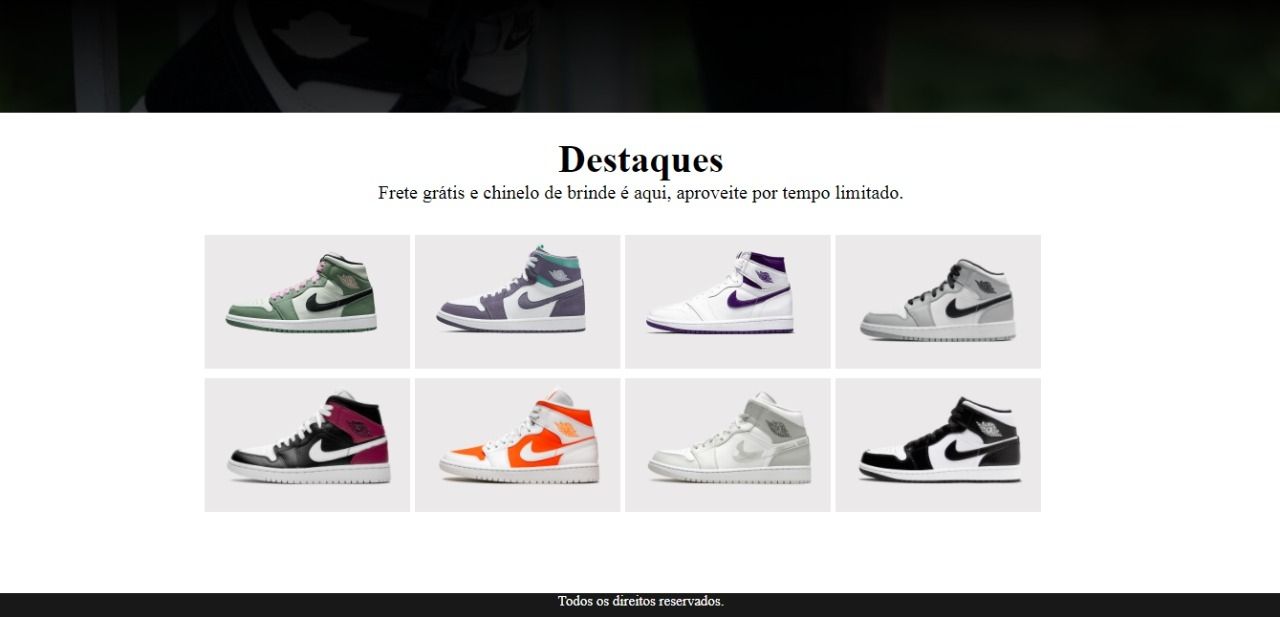 Destaques
Frete grátis e chinelo de brinde é aqui, aproveite por tempo limitado.
Todos os direitos reservados.